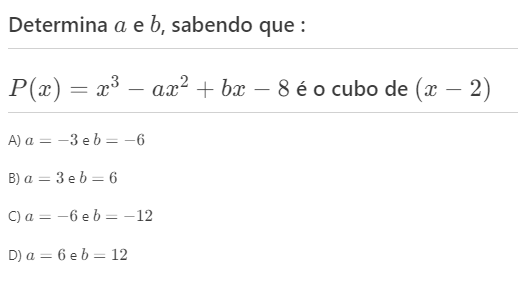 Determina a e b, sabendo que :
P(x) = x³ − ax² + bx − 8 é o cubo de (x − 2)
A) a = −3 e b = −6
B) a = 3 e b = 6
C) a = −6 e b = −12
D) a = 6 e b = 12